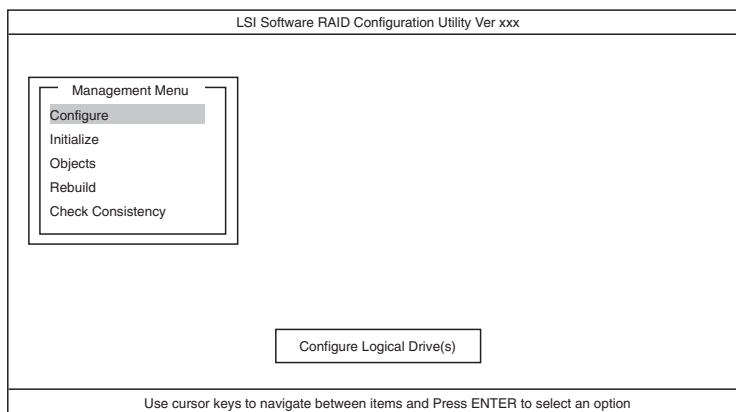 LSI Software RAID Configuration Utility Ver xxx
Management Menu
Configure
Initialize
Objects
Rebuild
Check Consistency
Configure Logical Drive(s)
Use cursor keys to navigate between items and Press ENTER to select an option